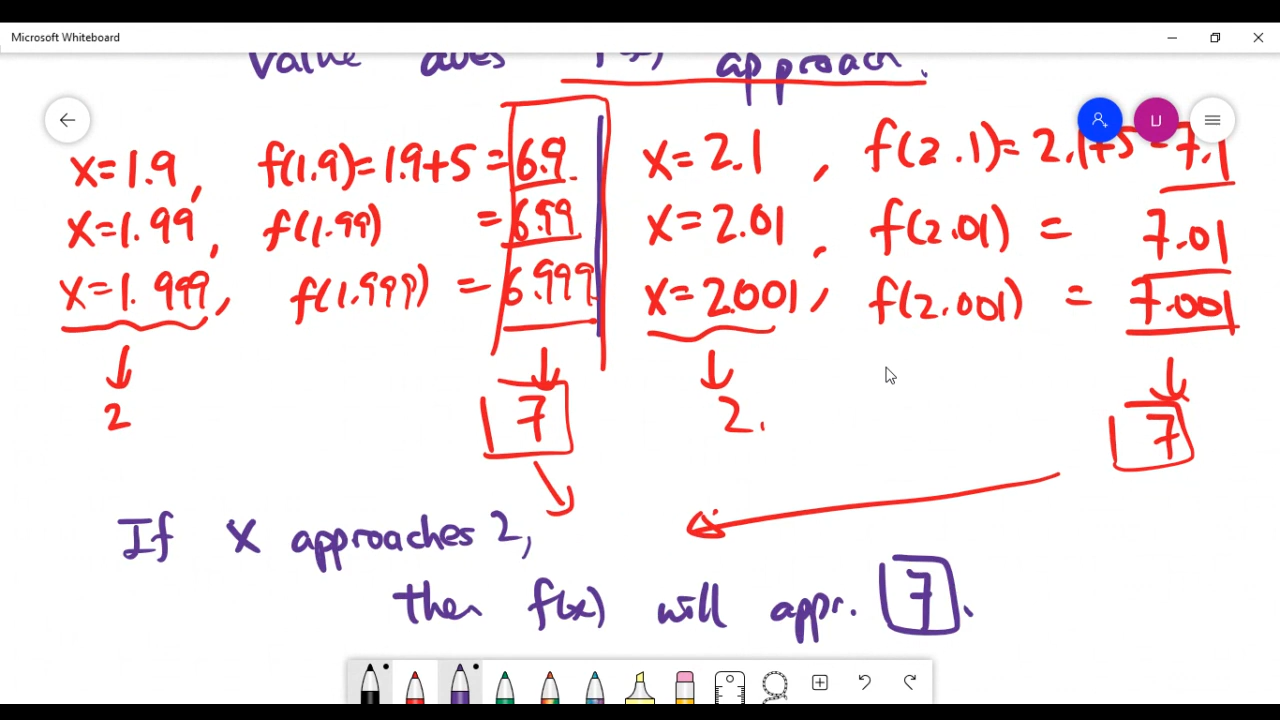 Microsoft Whiteboard
value does f(x) approach.
x=1.9, f(1.9)=1.9+5=6.9
x=1.99, f(1.99) =6.99
x=1.999, f(1.999) =6.999
2
7
x=2.1, f(2.1)=2.1+5=7.1
x=2.01, f(2.01) = 7.01
x=2.001, f(2.001) = 7.001
2.
7
If x approaches 2,
then f(x) will appr. 7.
LI